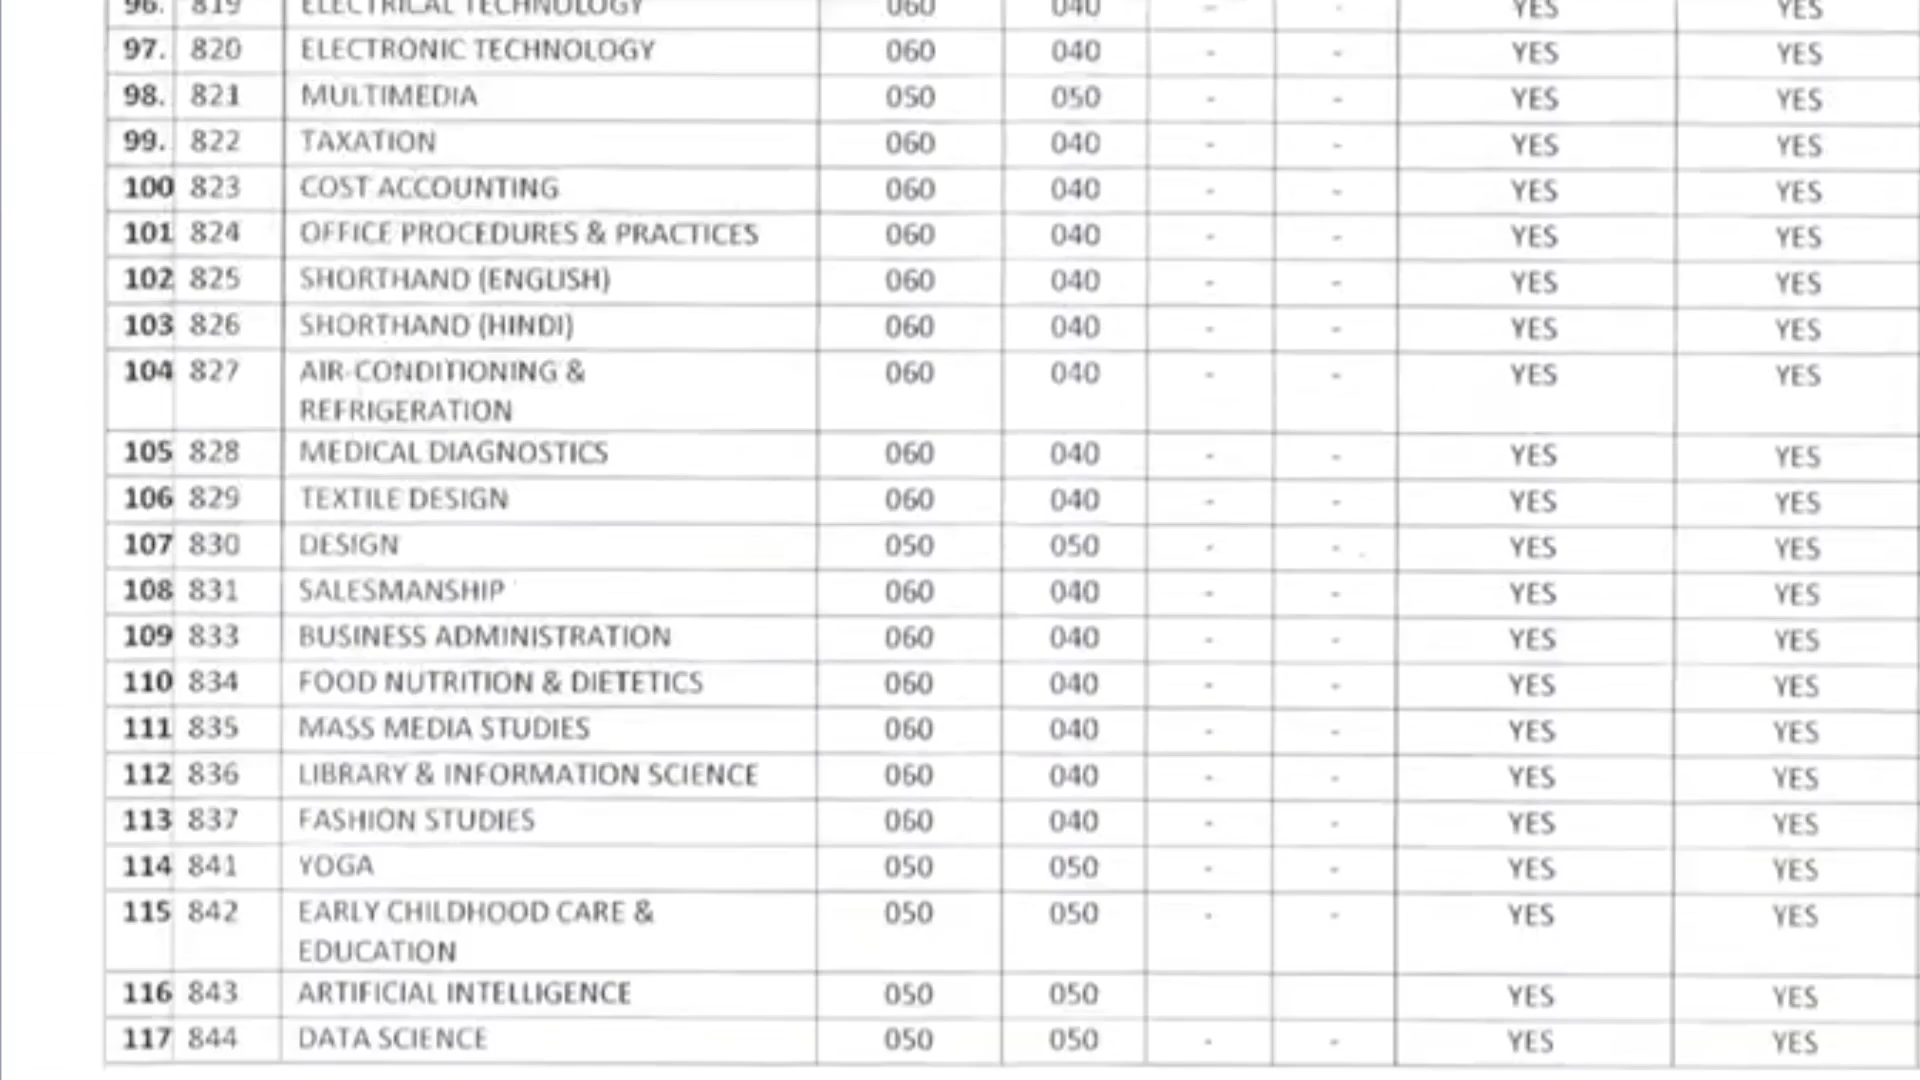 96. 819 ELECTRICAL TECHNOLOGY 060 040 - - YES YES
97. 820 ELECTRONIC TECHNOLOGY 060 040 - - YES YES
98. 821 MULTIMEDIA 050 050 - - YES YES
99. 822 TAXATION 060 040 - - YES YES
100 823 COST ACCOUNTING 060 040 - - YES YES
101 824 OFFICE PROCEDURES & PRACTICES 060 040 - - YES YES
102 825 SHORTHAND (ENGLISH) 060 040 - - YES YES
103 826 SHORTHAND (HINDI) 060 040 - - YES YES
104 827 AIR-CONDITIONING & 060 040 - - YES YES
REFRIGERATION
105 828 MEDICAL DIAGNOSTICS 060 040 - - YES YES
106 829 TEXTILE DESIGN 060 040 - - YES YES
107 830 DESIGN 050 050 - - YES YES
108 831 SALESMANSHIP 060 040 - - YES YES
109 833 BUSINESS ADMINISTRATION 060 040 - - YES YES
110 834 FOOD NUTRITION & DIETETICS 060 040 - - YES YES
111 835 MASS MEDIA STUDIES 060 040 - - YES YES
112 836 LIBRARY & INFORMATION SCIENCE 060 040 - - YES YES
113 837 FASHION STUDIES 060 040 - - YES YES
114 841 YOGA 050 050 - - YES YES
115 842 EARLY CHILDHOOD CARE & 050 050 - - YES YES
EDUCATION
116 843 ARTIFICIAL INTELLIGENCE 050 050 YES YES
117 844 DATA SCIENCE 050 050 - - YES YES